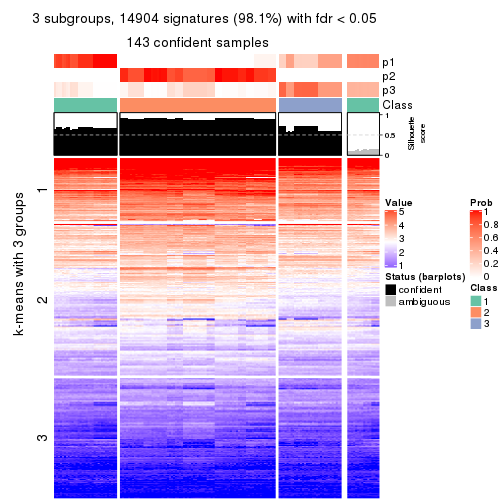 3 subgroups, 14904 signatures (98.1%) with fdr < 0.05
143 confident samples
p1
p2
p3
Class
1
0.5
0
Silhouette
score
k-means with 3 groups
1
2
3
Value
5
4
3
2
1
Status (barplots)
confident
ambiguous
Prob
1
0.8
0.6
0.4
0.2
0
Class
1
2
3